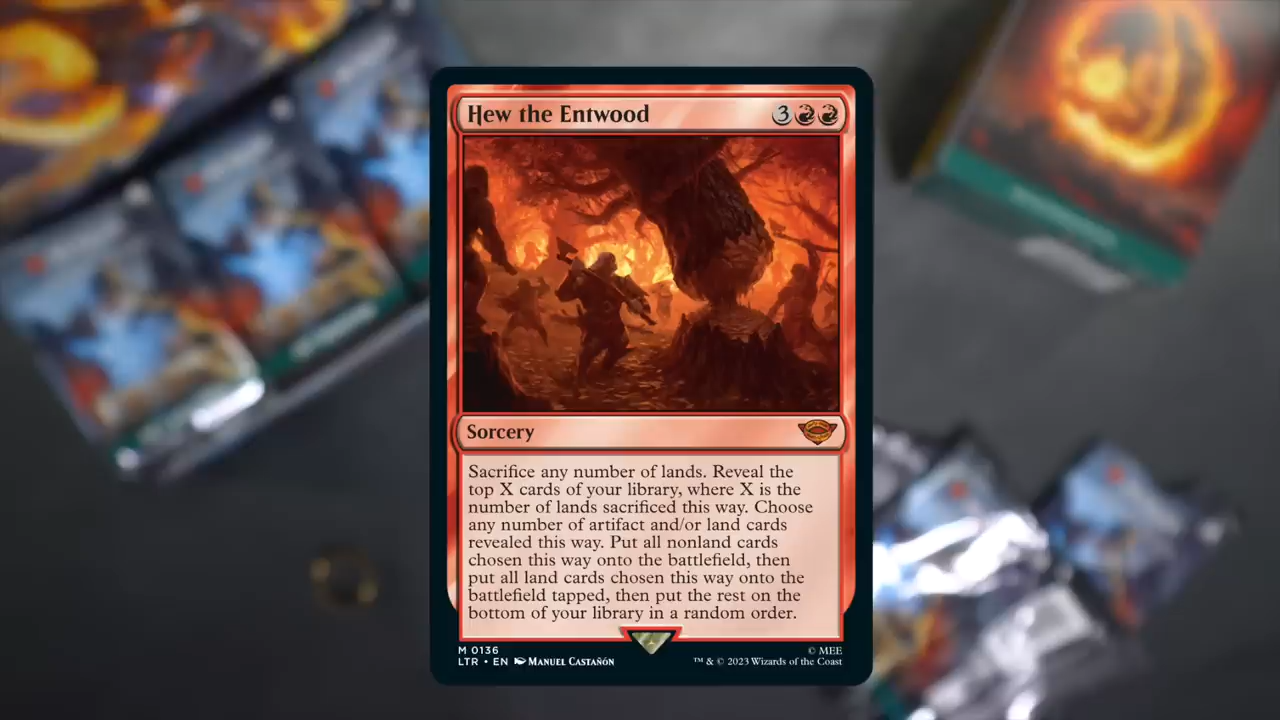 Hew the Entwood
3
Sorcery
Sacrifice any number of lands. Reveal the
top X cards of your library, where X is the
number of lands sacrificed this way. Choose
any number of artifact and/or land cards
revealed this way. Put all nonland cards
chosen this way onto the battlefield, then
put all land cards chosen this way onto the
battlefield tapped, then put the rest on the
bottom of your library in a random order.
M 0136
LTR • EN MANUEL CASTAÑÓN
© MEE
™ & © 2023 Wizards of the Coast